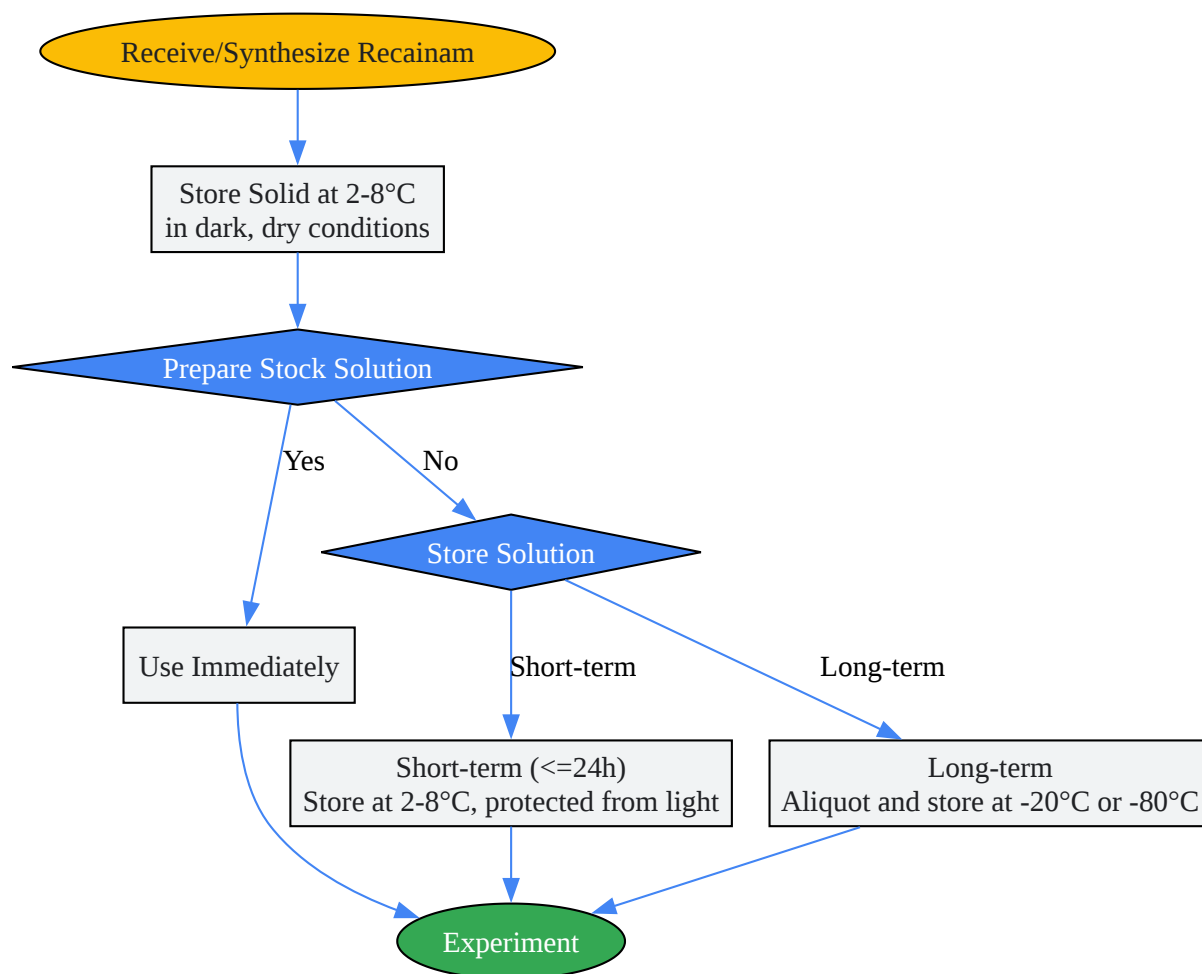 Receive/Synthesize Recainam
Store Solid at 2-8°C
in dark, dry conditions
Prepare Stock Solution
Yes
No
Store Solution
Use Immediately
Short-term
Long-term
Short-term (<=24h)
Store at 2-8°C, protected from light
Long-term
Aliquot and store at -20°C or -80°C
Experiment